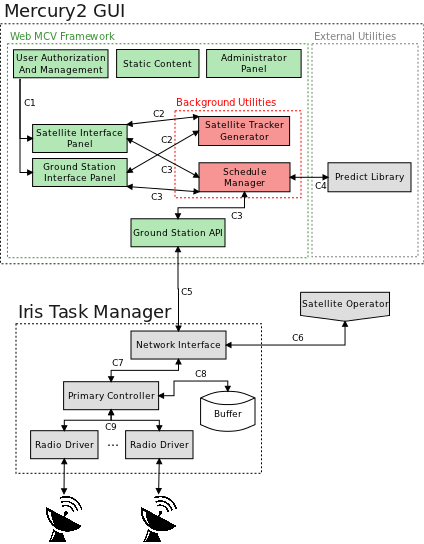 Mercury2 GUI
Web MCV Framework
External Utilities
User Authorization
And Management
Static Content
Administrator
Panel
C1
Background Utilities
C2
Satellite Interface
Panel
Satellite Tracker
Generator
C2
Ground Station
Interface Panel
C3
Schedule
Manager
C4
Predict Library
C3
C3
Ground Station API
C5
Iris Task Manager
Satellite Operator
Network Interface
C6
C7
C8
Primary Controller
Buffer
C9
Radio Driver
...
Radio Driver